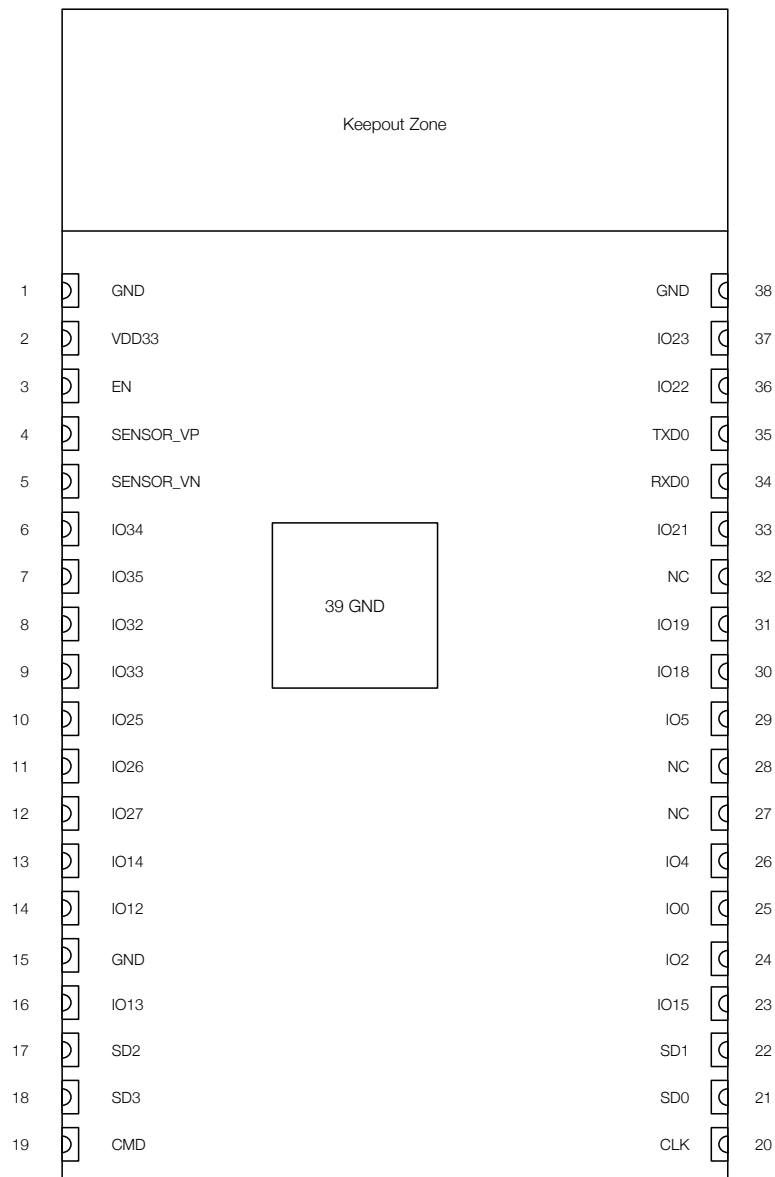 Keepout Zone
1 GND GND 38
2 VDD33 IO23 37
3 EN IO22 36
4 SENSOR_VP TXD0 35
5 SENSOR_VN RXD0 34
6 IO34 IO21 33
7 IO35 NC 32
39 GND
8 IO32 IO19 31
9 IO33 IO18 30
10 IO25 IO5 29
11 IO26 NC 28
12 IO27 NC 27
13 IO14 IO4 26
14 IO12 IO0 25
15 GND IO2 24
16 IO13 IO15 23
17 SD2 SD1 22
18 SD3 SD0 21
19 CMD CLK 20